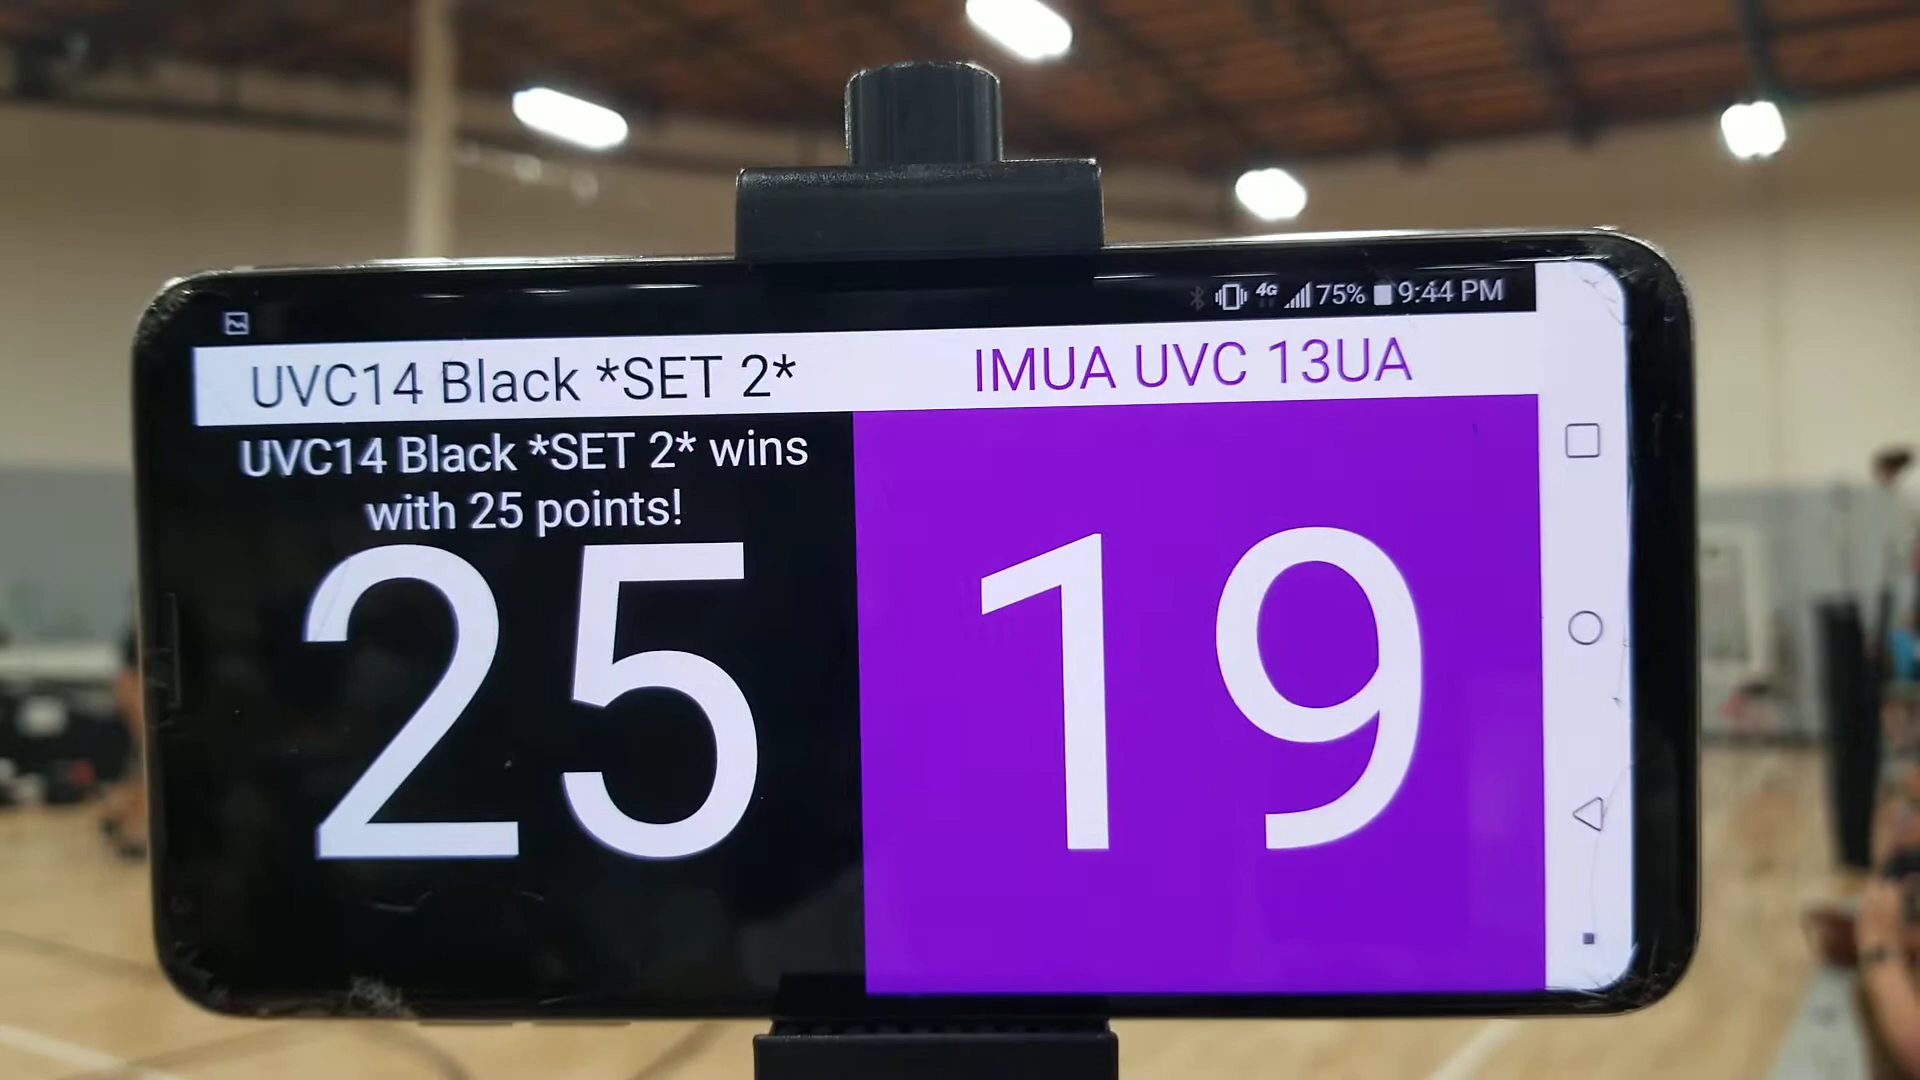 4G 75% 9:44 PM
UVC14 Black *SET 2*
IMUA UVC 13UA
UVC14 Black *SET 2* wins
with 25 points!
25
19